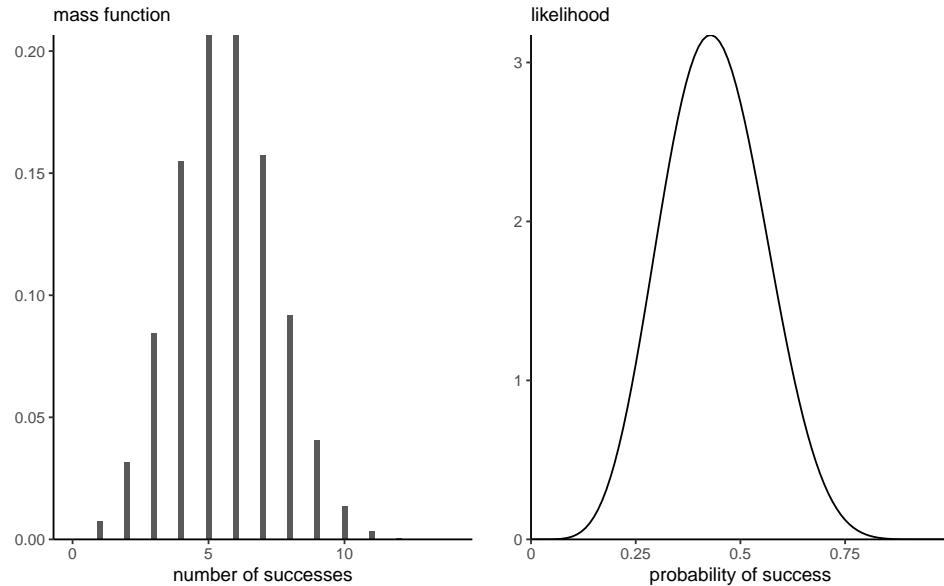 mass function
0.20
0.15
0.10
0.05
0.00
0 5 10
number of successes
likelihood
3
2
1
0
0 0.25 0.5 0.75
probability of success